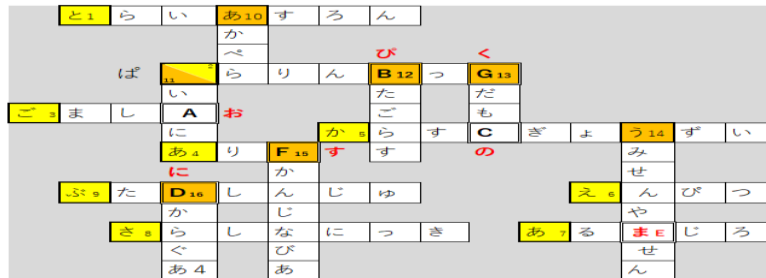 と1 らいあ10 すろん
か
ぺ び く
ぱ 11 2 らりん B12 っ G13
い た だ
ご3 まし A お ご も
に か5 らす C ぎょう14 ずい
あ4 り F15 す す の み
に か せ
ぶ9 た D16 しんじゅ え6 んぴつ
か じ や
さ8 らしなにっき ある7 まE じろ
ぐ び せ
あ4 あ ん